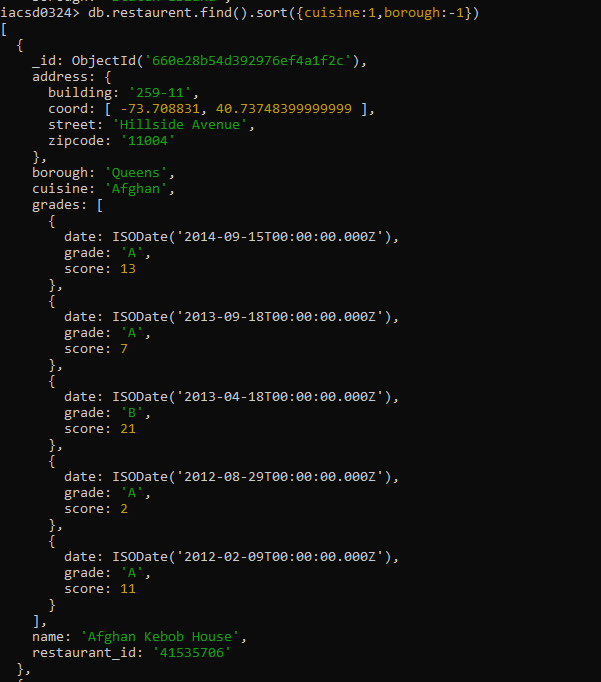 iacsd0324> db.restaurent.find().sort({cuisine:1,borough:-1})
[
  {
    _id: ObjectId('660e28b54d392976ef4a1f2c'),
    address: {
      building: '259-11',
      coord: [ -73.708831, 40.73748399999999 ],
      street: 'Hillside Avenue',
      zipcode: '11004'
    },
    borough: 'Queens',
    cuisine: 'Afghan',
    grades: [
      {
        date: ISODate('2014-09-15T00:00:00.000Z'),
        grade: 'A',
        score: 13
      },
      {
        date: ISODate('2013-09-18T00:00:00.000Z'),
        grade: 'A',
        score: 7
      },
      {
        date: ISODate('2013-04-18T00:00:00.000Z'),
        grade: 'B',
        score: 21
      },
      {
        date: ISODate('2012-08-29T00:00:00.000Z'),
        grade: 'A',
        score: 2
      },
      {
        date: ISODate('2012-02-09T00:00:00.000Z'),
        grade: 'A',
        score: 11
      }
    ],
    name: 'Afghan Kebob House',
    restaurant_id: '41535706'
  },